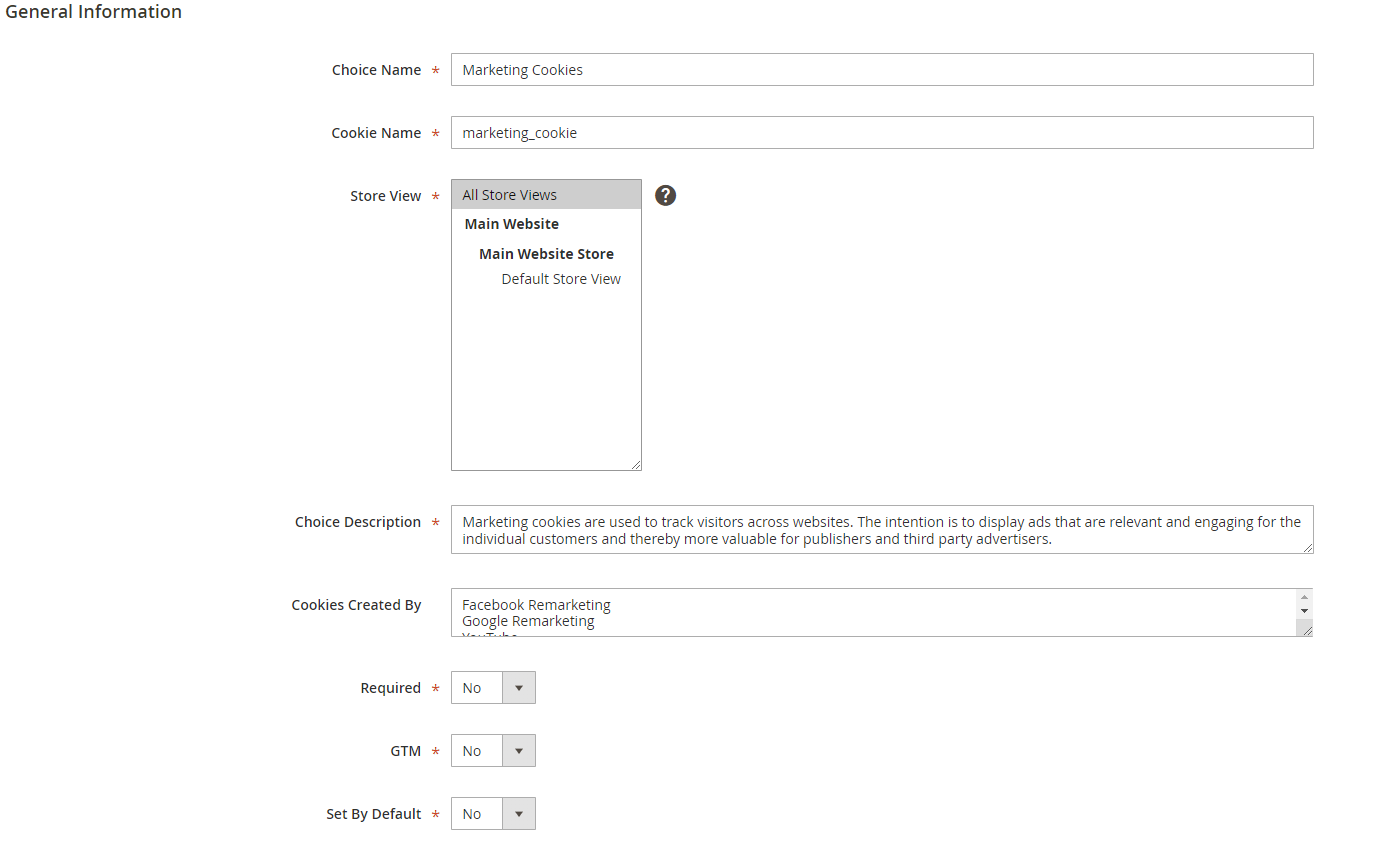 General Information
Choice Name *
Marketing Cookies
Cookie Name *
marketing_cookie
Store View *
All Store Views
?
Main Website
Main Website Store
Default Store View
Choice Description *
Marketing cookies are used to track visitors across websites. The intention is to display ads that are relevant and engaging for the
individual customers and thereby more valuable for publishers and third party advertisers.
Cookies Created By
Facebook Remarketing
Google Remarketing
YouTube
Required *
No
GTM *
No
Set By Default *
No